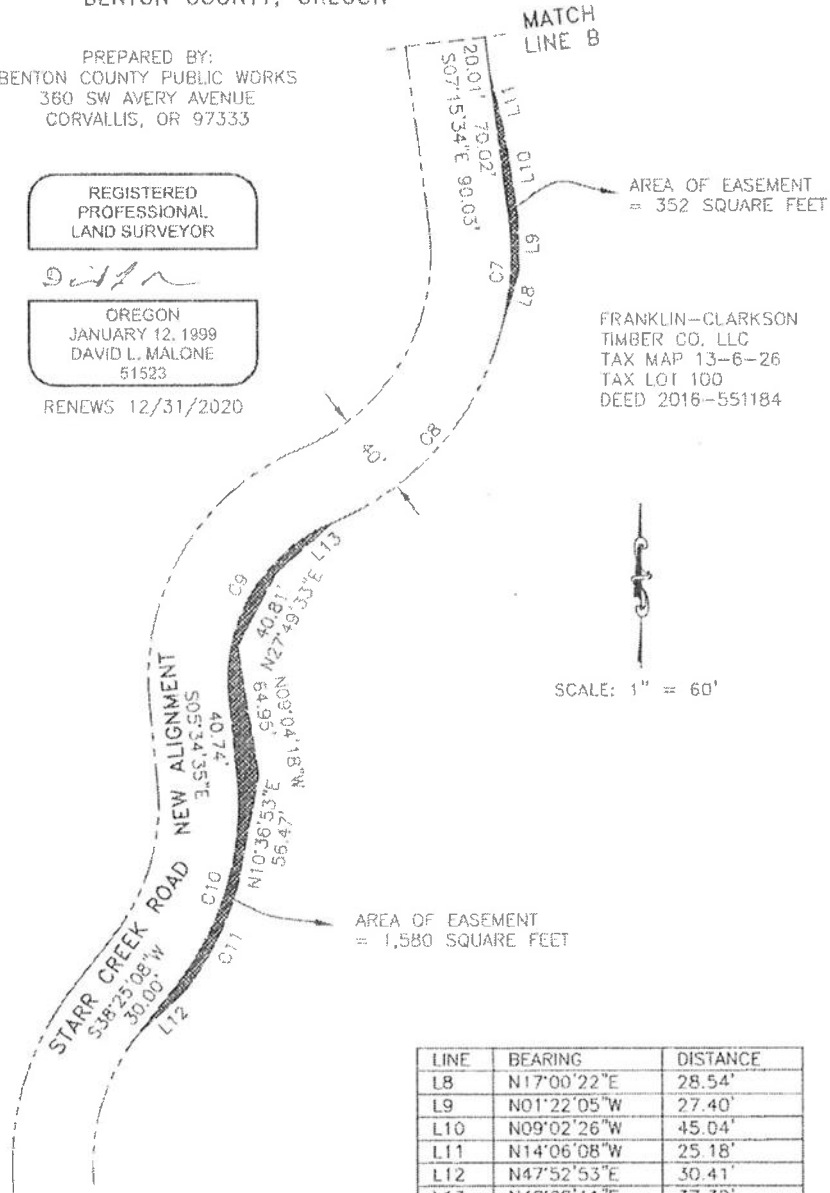 BENTON COUNTY, OREGON
PREPARED BY:
BENTON COUNTY PUBLIC WORKS
360 SW AVERY AVENUE
CORVALLIS, OR 97333
REGISTERED
PROFESSIONAL
LAND SURVEYOR
OREGON
JANUARY 12, 1999
DAVID L. MALONE
51523
RENEWS 12/31/2020
MATCH
LINE B
20.01' 70.02'
S07°15'34"E 90.03'
L11
L10
L9
C7
L8
AREA OF EASEMENT
= 352 SQUARE FEET
FRANKLIN-CLARKSON
TIMBER CO. LLC
TAX MAP 13-6-26
TAX LOT 100
DEED 2016-551184
40.
C8
L13
C9
40.81'
N27°49'33"E
SCALE: 1" = 60'
NEW ALIGNMENT
S05°34'35"E
40.74'
64.95'
N09°04'18"W
N10°36'53"E
56.47'
C10
C11
AREA OF EASEMENT
= 1,580 SQUARE FEET
STARR CREEK ROAD
S38°25'08"W
30.00'
L12
LINE BEARING DISTANCE
L8 N17°00'22"E 28.54'
L9 N01°22'05"W 27.40'
L10 N09°02'26"W 45.04'
L11 N14°06'08"W 25.18'
L12 N47°52'53"E 30.41'